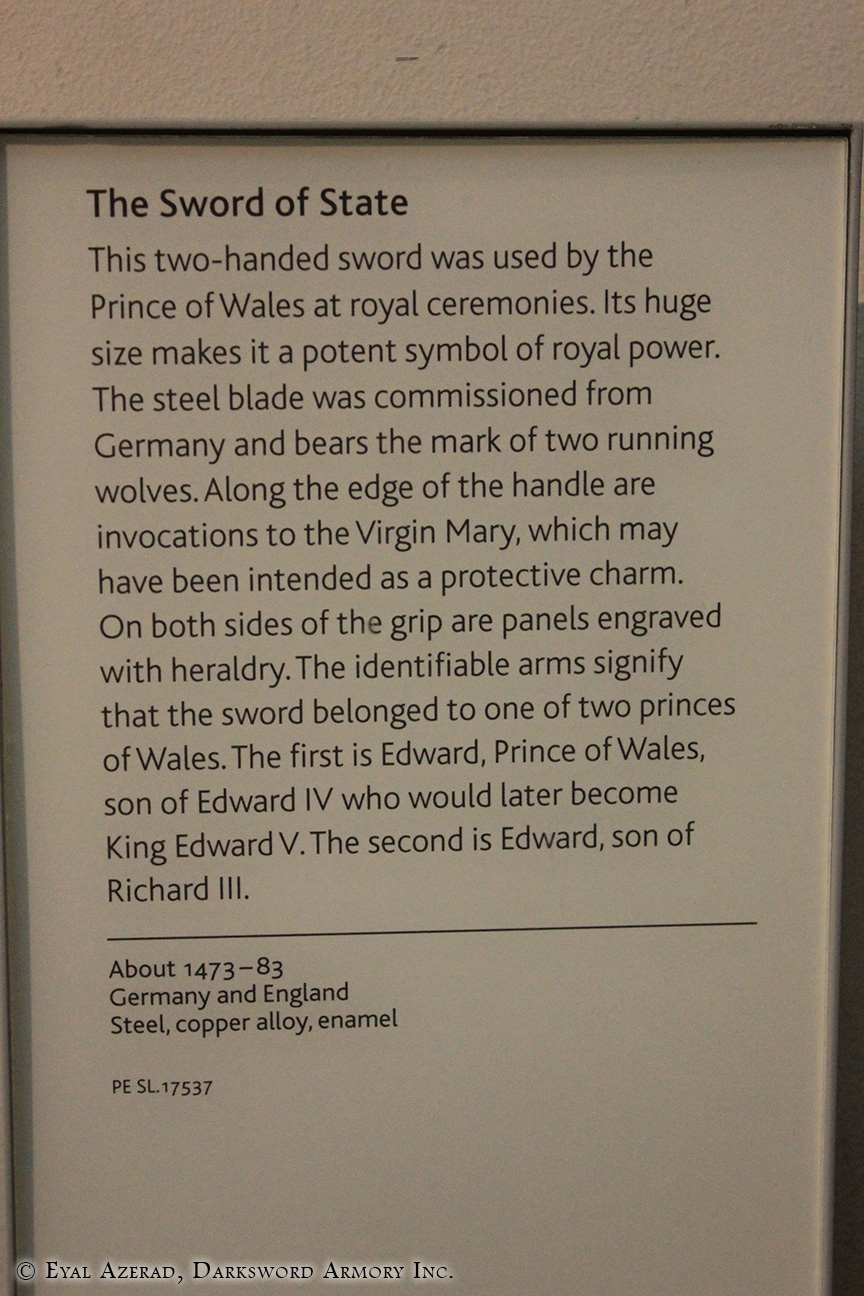 The Sword of State
This two-handed sword was used by the
Prince of Wales at royal ceremonies. Its huge
size makes it a potent symbol of royal power.
The steel blade was commissioned from
Germany and bears the mark of two running
wolves. Along the edge of the handle are
invocations to the Virgin Mary, which may
have been intended as a protective charm.
On both sides of the grip are panels engraved
with heraldry. The identifiable arms signify
that the sword belonged to one of two princes
of Wales. The first is Edward, Prince of Wales,
son of Edward IV who would later become
King Edward V. The second is Edward, son of
Richard III.
About 1473–83
Germany and England
Steel, copper alloy, enamel
PE SL.17537
© Eyal Azerad, Darksword Armory Inc.